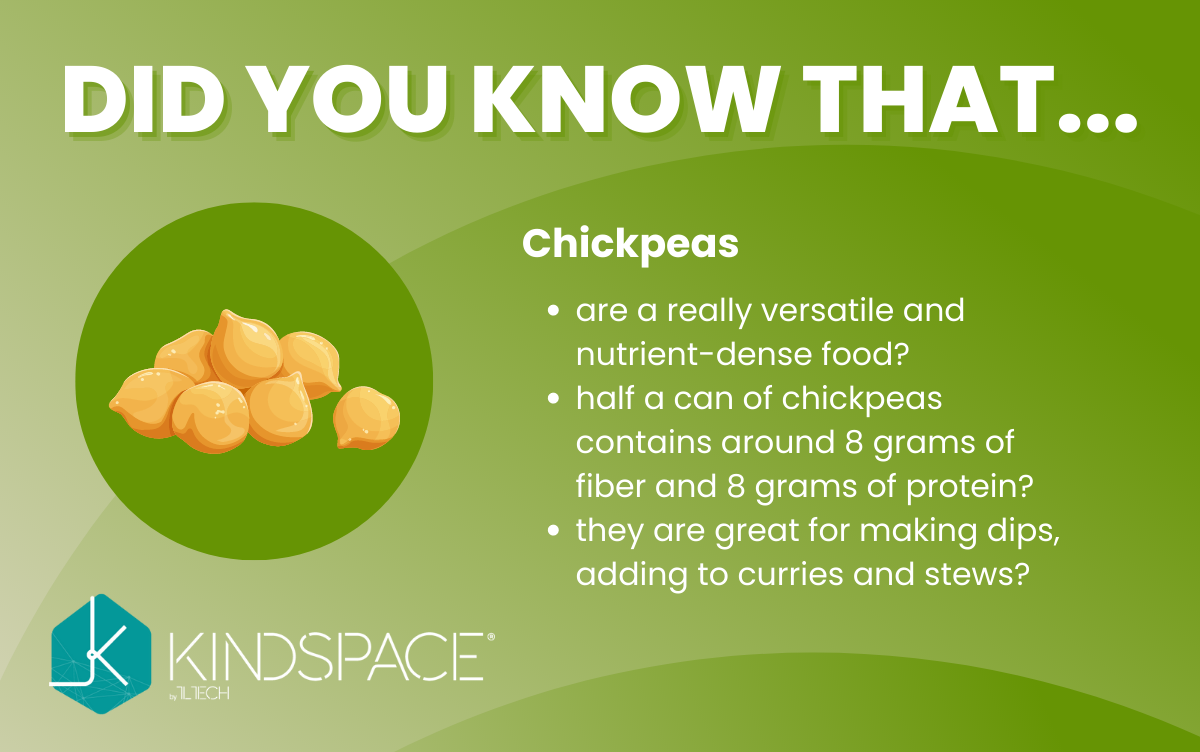 DID YOU KNOW THAT...
Chickpeas
• are a really versatile and
nutrient-dense food?
• half a can of chickpeas
contains around 8 grams of
fiber and 8 grams of protein?
• they are great for making dips,
adding to curries and stews?
KINDSPACE®
by TLTECH